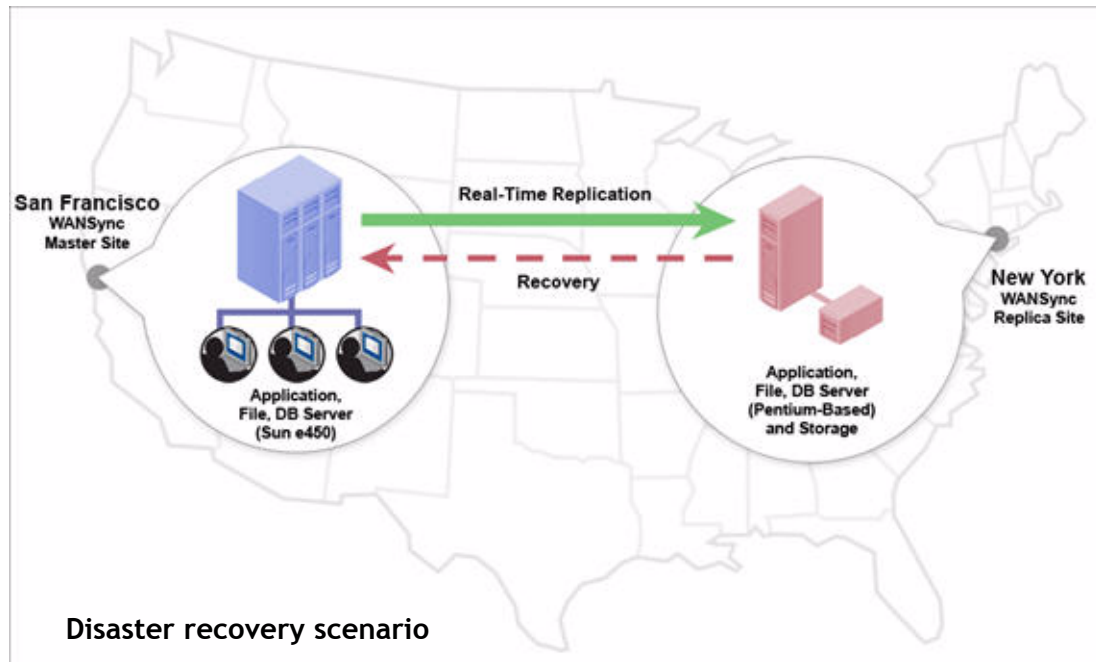 San Francisco
WANSync
Master Site
Real-Time Replication
Recovery
New York
WANSync
Replica Site
Application,
File, DB Server
(Sun e450)
Application,
File, DB Server
(Pentium-Based)
and Storage
Disaster recovery scenario